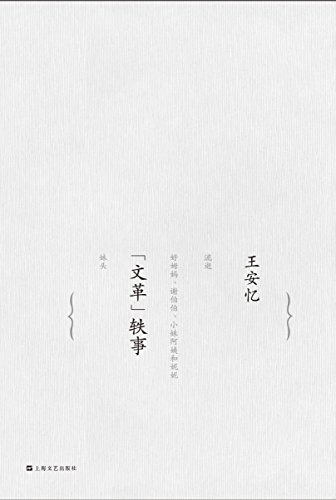 王安忆
流逝
好姆妈、谢伯伯、小妹阿姨和妮妮
「文革」轶事
妹头
上海文艺出版社